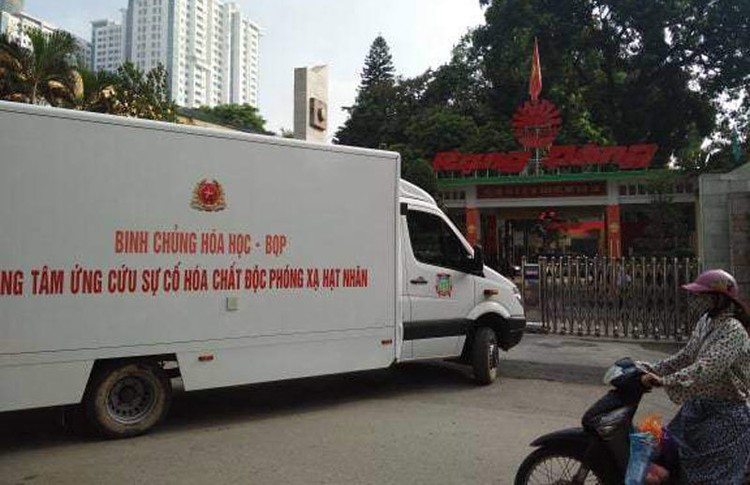 Rạng Đông
BINH CHỦNG HÓA HỌC - BQP
NG TÂM ỨNG CỨU SỰ CỐ HÓA CHẤT ĐỘC PHÓNG XẠ HẠT NHÂN